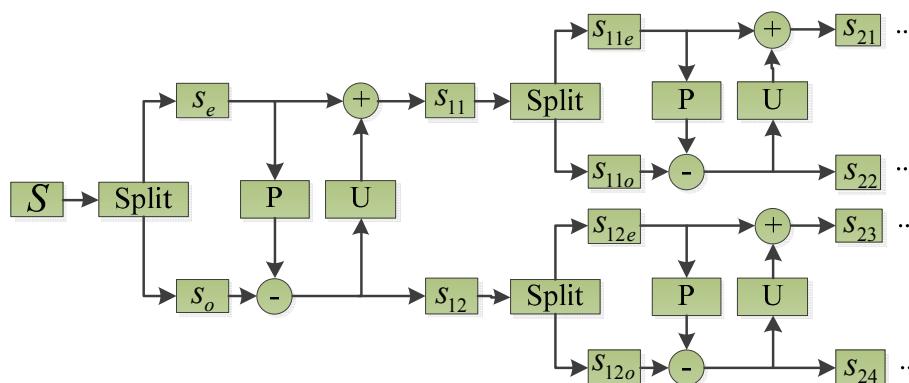 s11e + s21 ..
se + s11 Split P U
S Split P U s11o - s22 ..
s12e + s23 ..
so - s12 Split P U
s12o - s24 ..